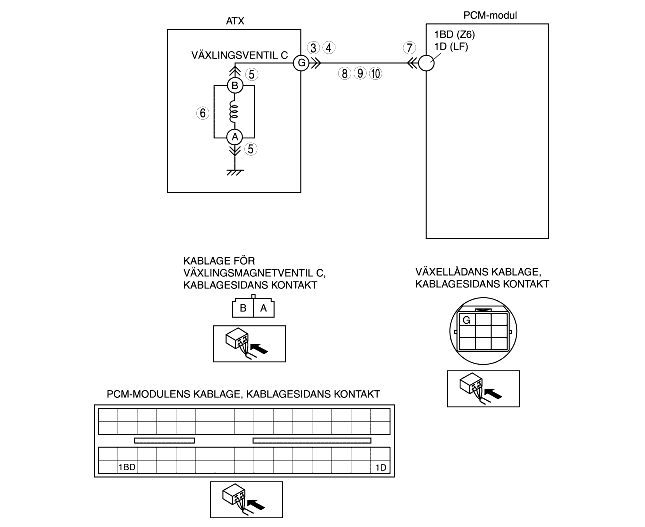 ATX
PCM-modul
VÄXLINGSVENTIL C
G
3 4
7
1BD (Z6)
1D (LF)
5
8 9 10
B
6
A
5
KABLAGE FÖR
VÄXLINGSMAGNETVENTIL C,
KABLAGESIDANS KONTAKT
B A
VÄXELLÅDANS KABLAGE,
KABLAGESIDANS KONTAKT
G
PCM-MODULENS KABLAGE, KABLAGESIDANS KONTAKT
1BD 1D